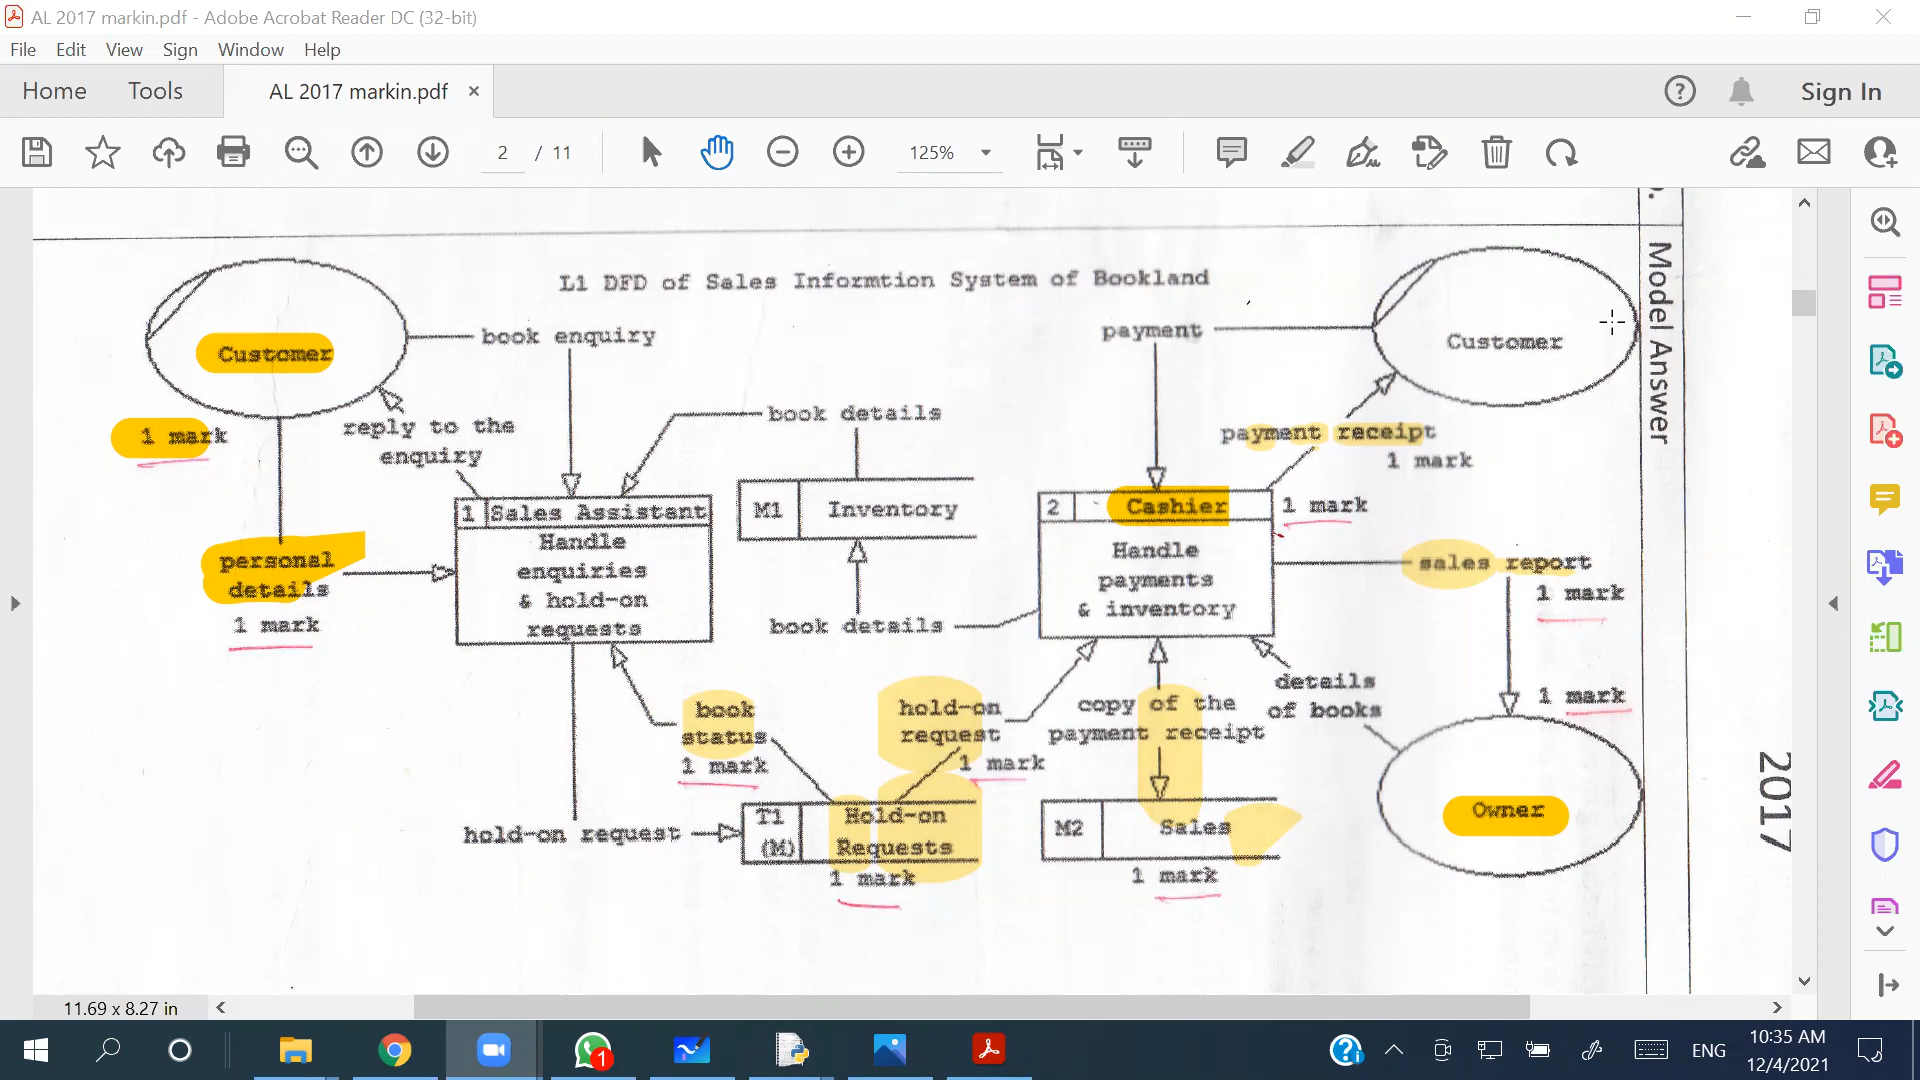 AL 2017 markin.pdf - Adobe Acrobat Reader DC (32-bit)
File Edit View Sign Window Help
Home Tools AL 2017 markin.pdf × Sign In
2 / 11 125%
L1 DFD of Sales Informtion System of Bookland
Customer
book enquiry
payment
Customer
1 mark
reply to the
enquiry
book details
payment receipt
1 mark
1 Sales Assistant
Handle
enquiries
& hold-on
requests
M1 Inventory
2 Cashier
Handle
payments
& inventory
1 mark
personal
details
1 mark
book details
sales report
1 mark
book
status
1 mark
hold-on
request
1 mark
copy of the
payment receipt
details
of books
1 mark
hold-on request
T1
(M)
Hold-on
Requests
1 mark
M2 Sales
1 mark
Owner
Model Answer
2017
11.69 x 8.27 in
1
ENG
10:35 AM
12/4/2021